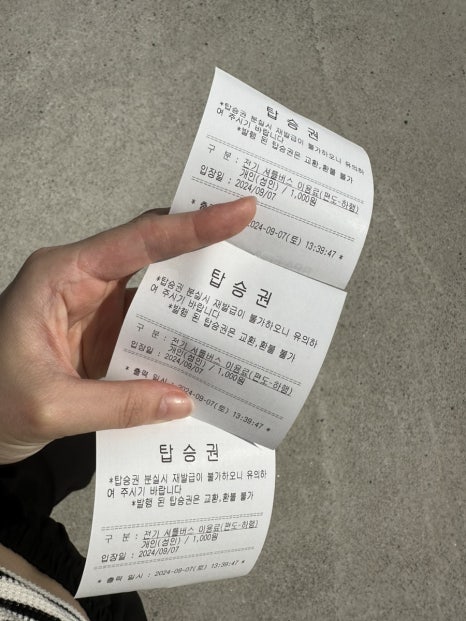 탑승권
*탑승권 분실시 재발급이 불가하오니 유의하
여 주시기 바랍니다
*발행 된 탑승권은 교환,환불 불가
구 분 : 전기 셔틀버스 이용료(편도-하행)
개인(성인) / 1,000원
입장일 : 2024/09/07
* 출력 2024-09-07(토) 13:39:47 *
탑승권
*탑승권 분실시 재발급이 불가하오니 유의하
여 주시기 바랍니다
*발행 된 탑승권은 교환,환불 불가
구 분 : 전기 셔틀버스 이용료(편도-하행)
개인(성인) / 1,000원
입장일 : 2024/09/07
* 출력 일시 : 2024-09-07(토) 13:39:47 *
탑승권
*탑승권 분실시 재발급이 불가하오니 유의하
여 주시기 바랍니다
*발행 된 탑승권은 교환,환불 불가
구 분 : 전기 셔틀버스 이용료(편도-하행)
개인(성인) / 1,000원
입장일 : 2024/09/07
* 출력 일시 : 2024-09-07(토) 13:39:47 *